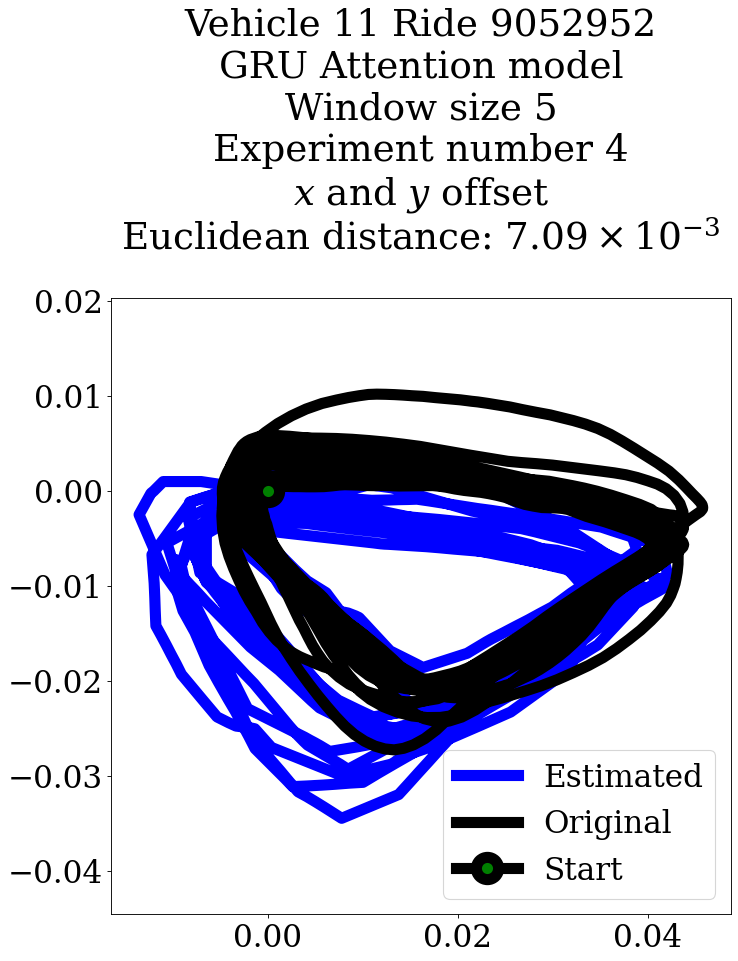 Vehicle 11 Ride 9052952
GRU Attention model
Window size 5
Experiment number 4
x and y offset
Euclidean distance: 7.09 × 10⁻³
0.02
0.01
0.00
−0.01
−0.02
−0.03
−0.04
Estimated
Original
Start
0.00 0.02 0.04